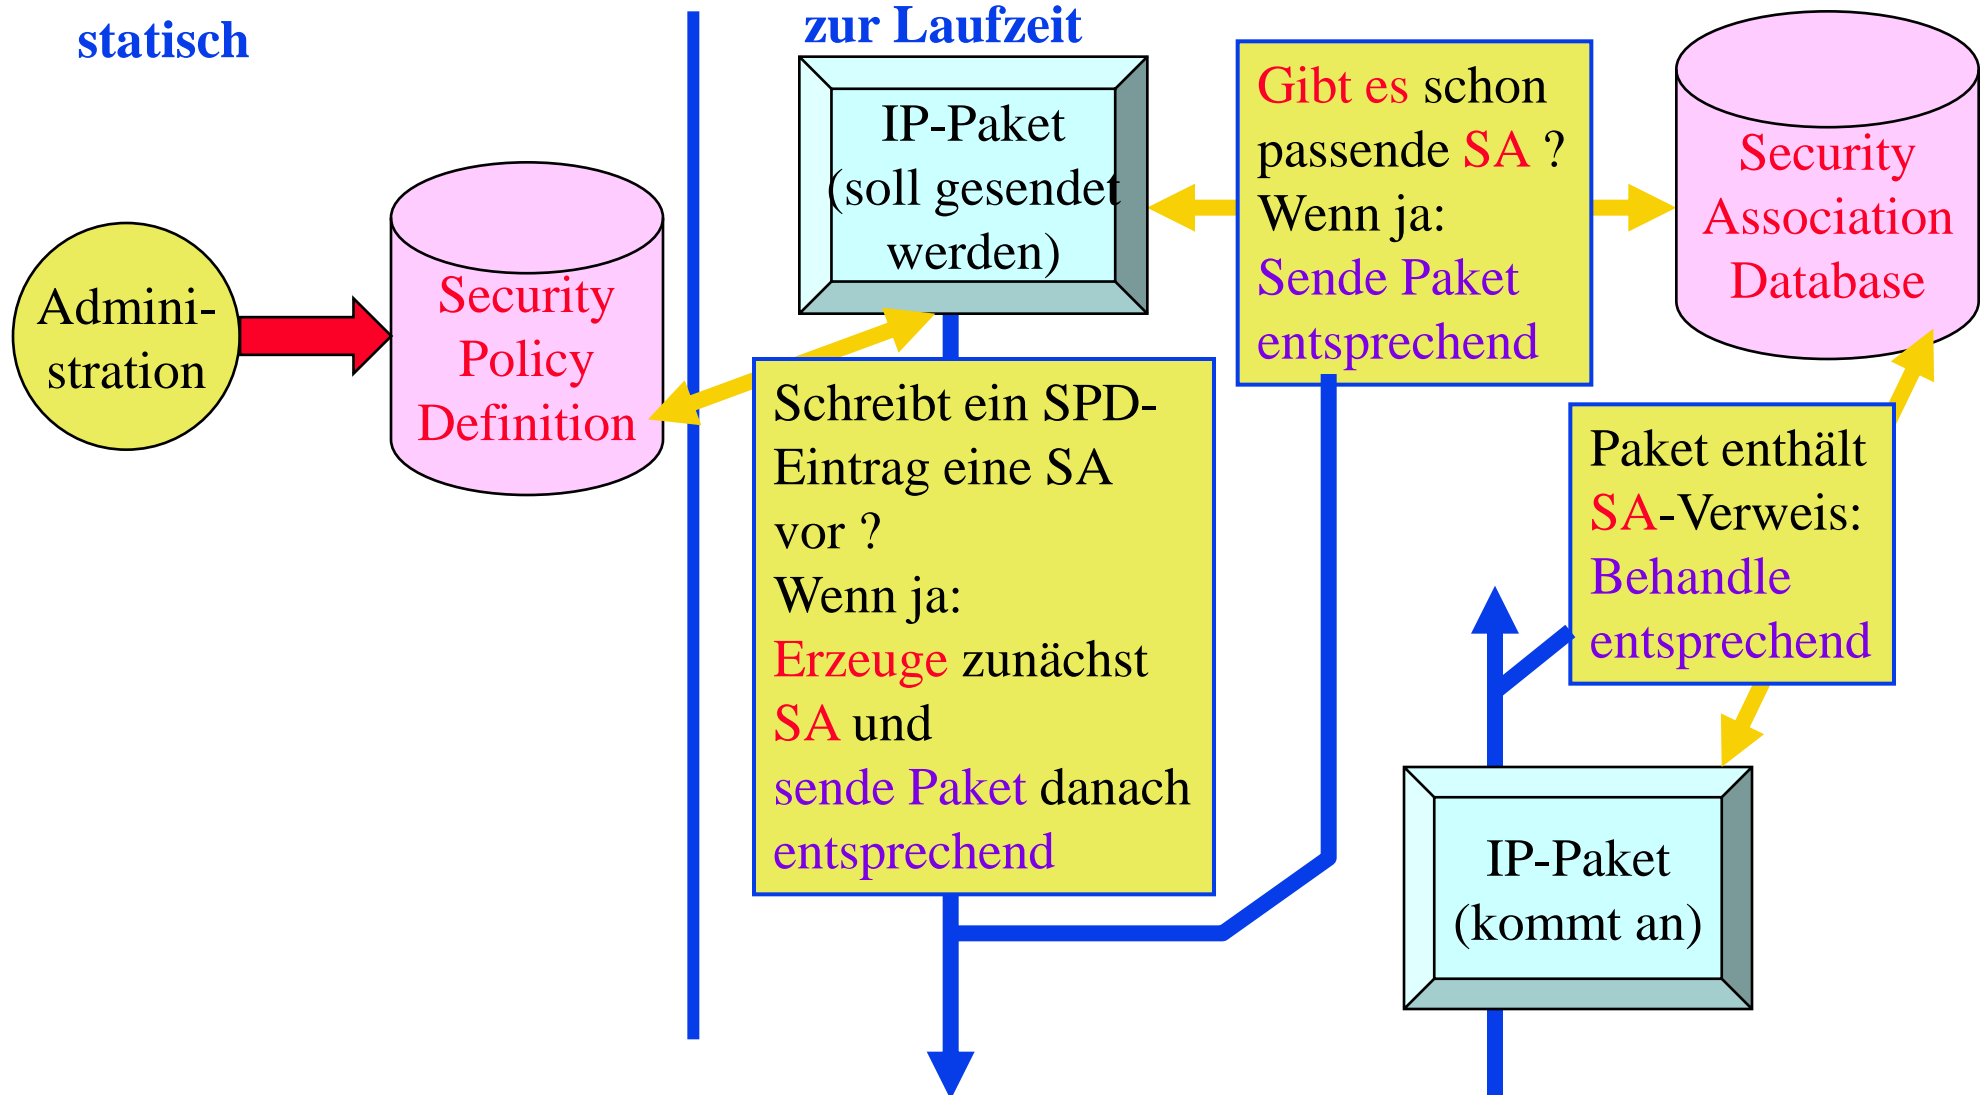 statisch
zur Laufzeit
Admini-
stration
Security
Policy
Definition
IP-Paket
(soll gesendet
werden)
Gibt es schon
passende SA ?
Wenn ja:
Sende Paket
entsprechend
Security
Association
Database
Schreibt ein SPD-
Eintrag eine SA
vor ?
Wenn ja:
Erzeuge zunächst
SA und
sende Paket danach
entsprechend
Paket enthält
SA-Verweis:
Behandle
entsprechend
IP-Paket
(kommt an)